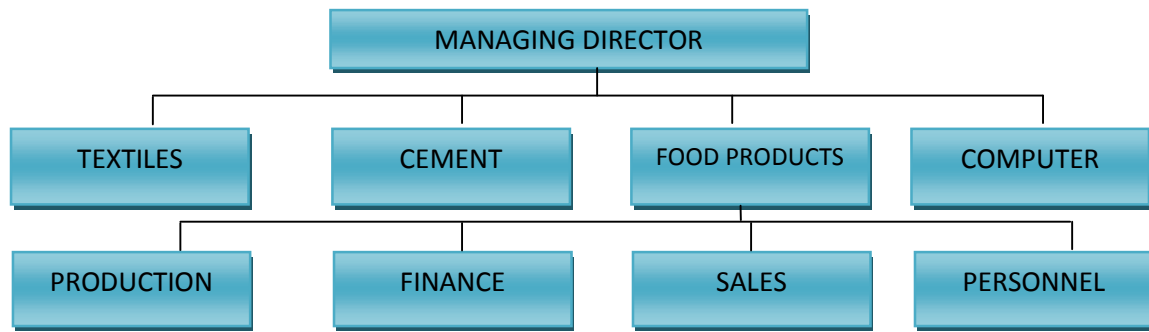 MANAGING DIRECTOR
TEXTILES
CEMENT
FOOD PRODUCTS
COMPUTER
PRODUCTION
FINANCE
SALES
PERSONNEL